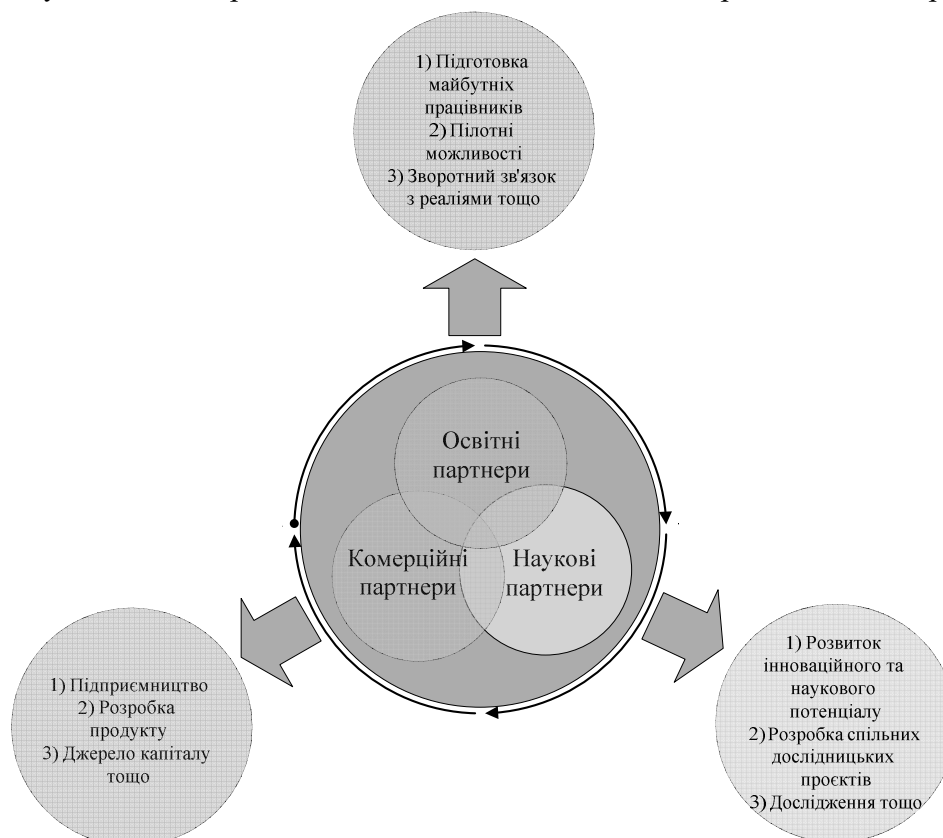 1) Підготовка
майбутніх
працівників
2) Пілотні
можливості
3) Зворотний зв'язок
з реаліями тощо
Освітні
партнери
Комерційні
партнери
Наукові
партнери
1) Підприємництво
2) Розробка
продукту
3) Джерело капіталу
тощо
1) Розвиток
інноваційного та
наукового
потенціалу
2) Розробка спільних
дослідницьких
проєктів
3) Дослідження тощо